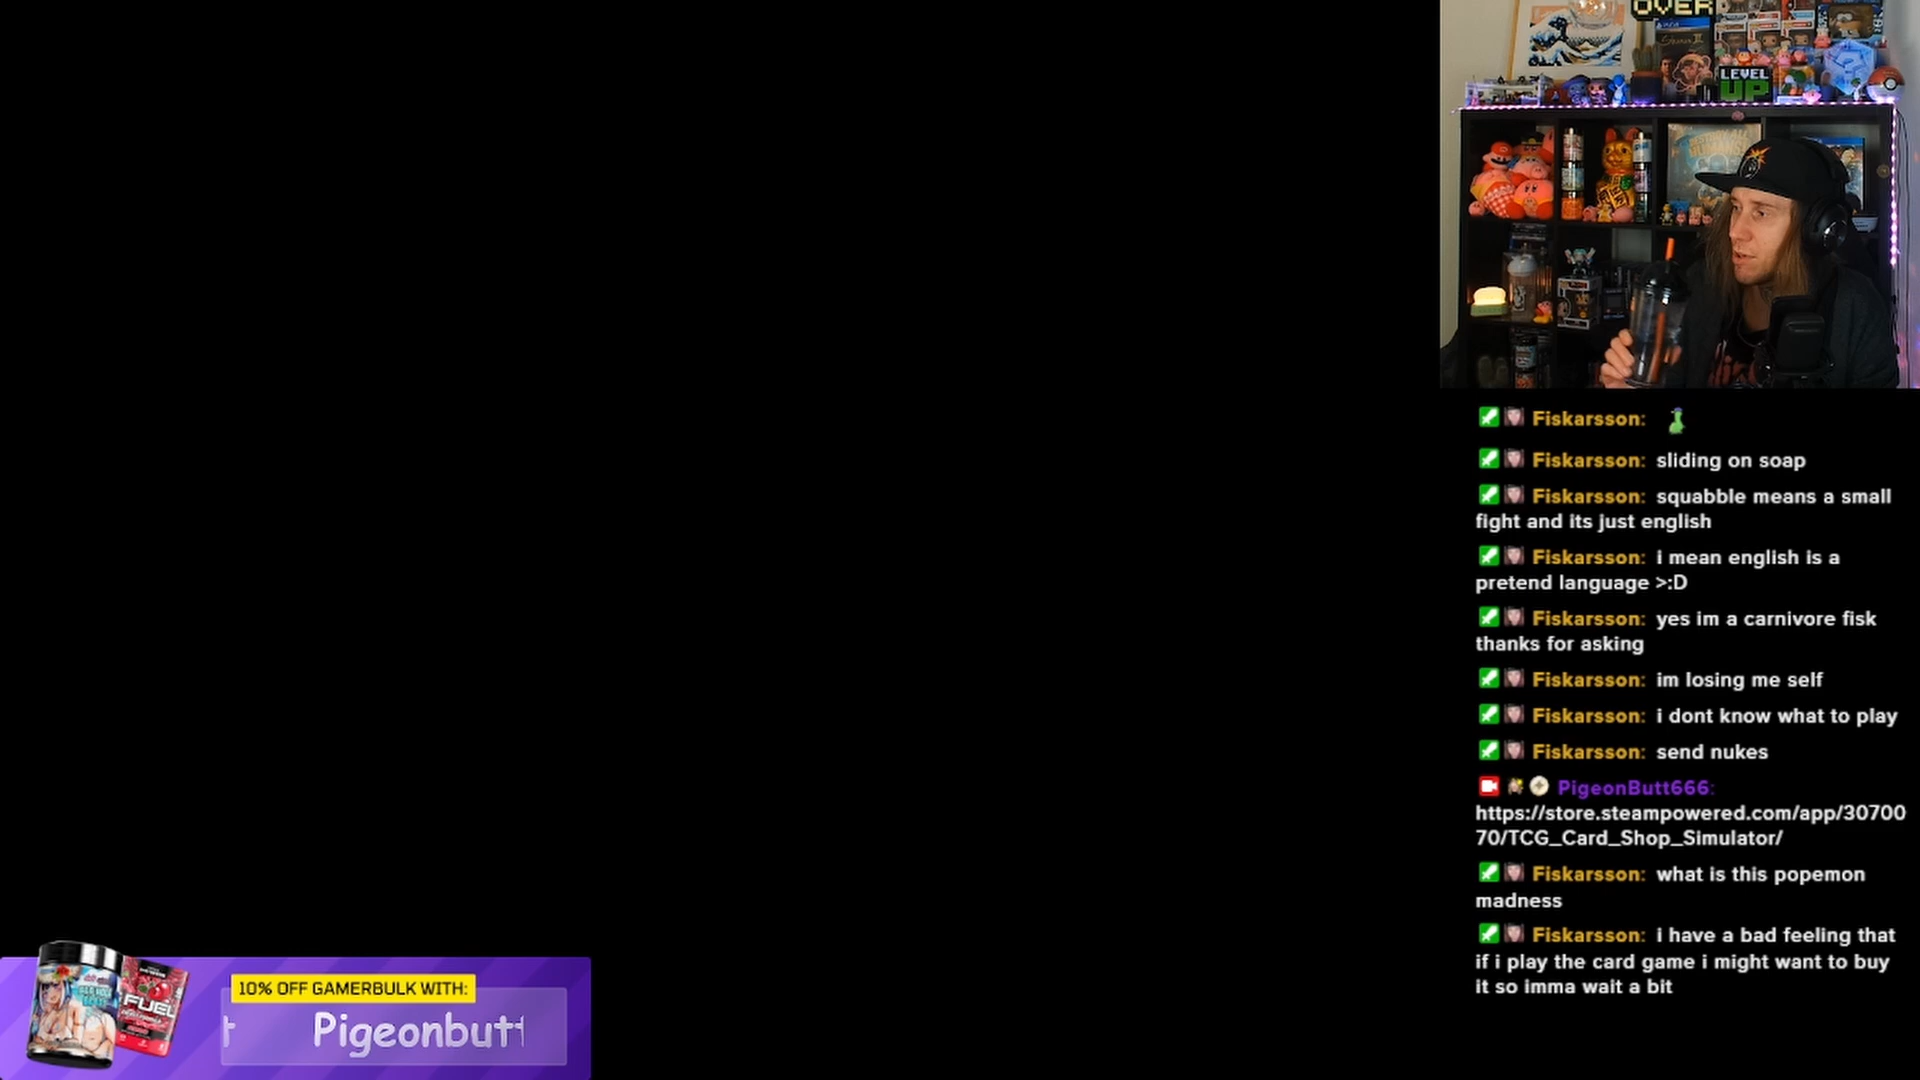 OVER
LEVEL
UP
Fiskarsson:
Fiskarsson: sliding on soap
Fiskarsson: squabble means a small
fight and its just english
Fiskarsson: i mean english is a
pretend language >:D
Fiskarsson: yes im a carnivore fisk
thanks for asking
Fiskarsson: im losing me self
Fiskarsson: i dont know what to play
Fiskarsson: send nukes
PigeonButt666:
https://store.steampowered.com/app/30700
70/TCG_Card_Shop_Simulator/
Fiskarsson: what is this popemon
madness
Fiskarsson: i have a bad feeling that
if i play the card game i might want to buy
it so imma wait a bit
FUEL
10% OFF GAMERBULK WITH:
t Pigeonbutt